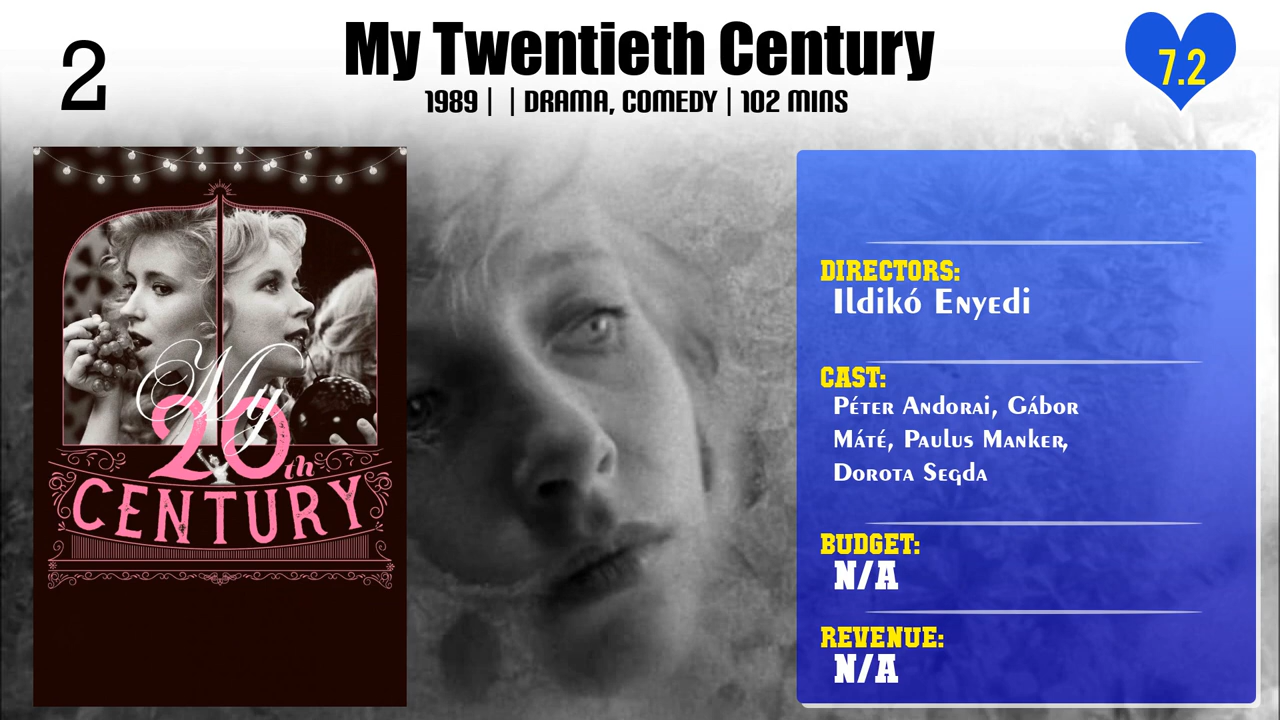 2
My Twentieth Century
1989 | | DRAMA, COMEDY | 102 MINS
7.2
My
20th
CENTURY
DIRECTORS:
Ildikó Enyedi
CAST:
Péter Andorai, Gábor
Máté, Paulus Manker,
Dorota Segda
BUDGET:
N/A
REVENUE:
N/A